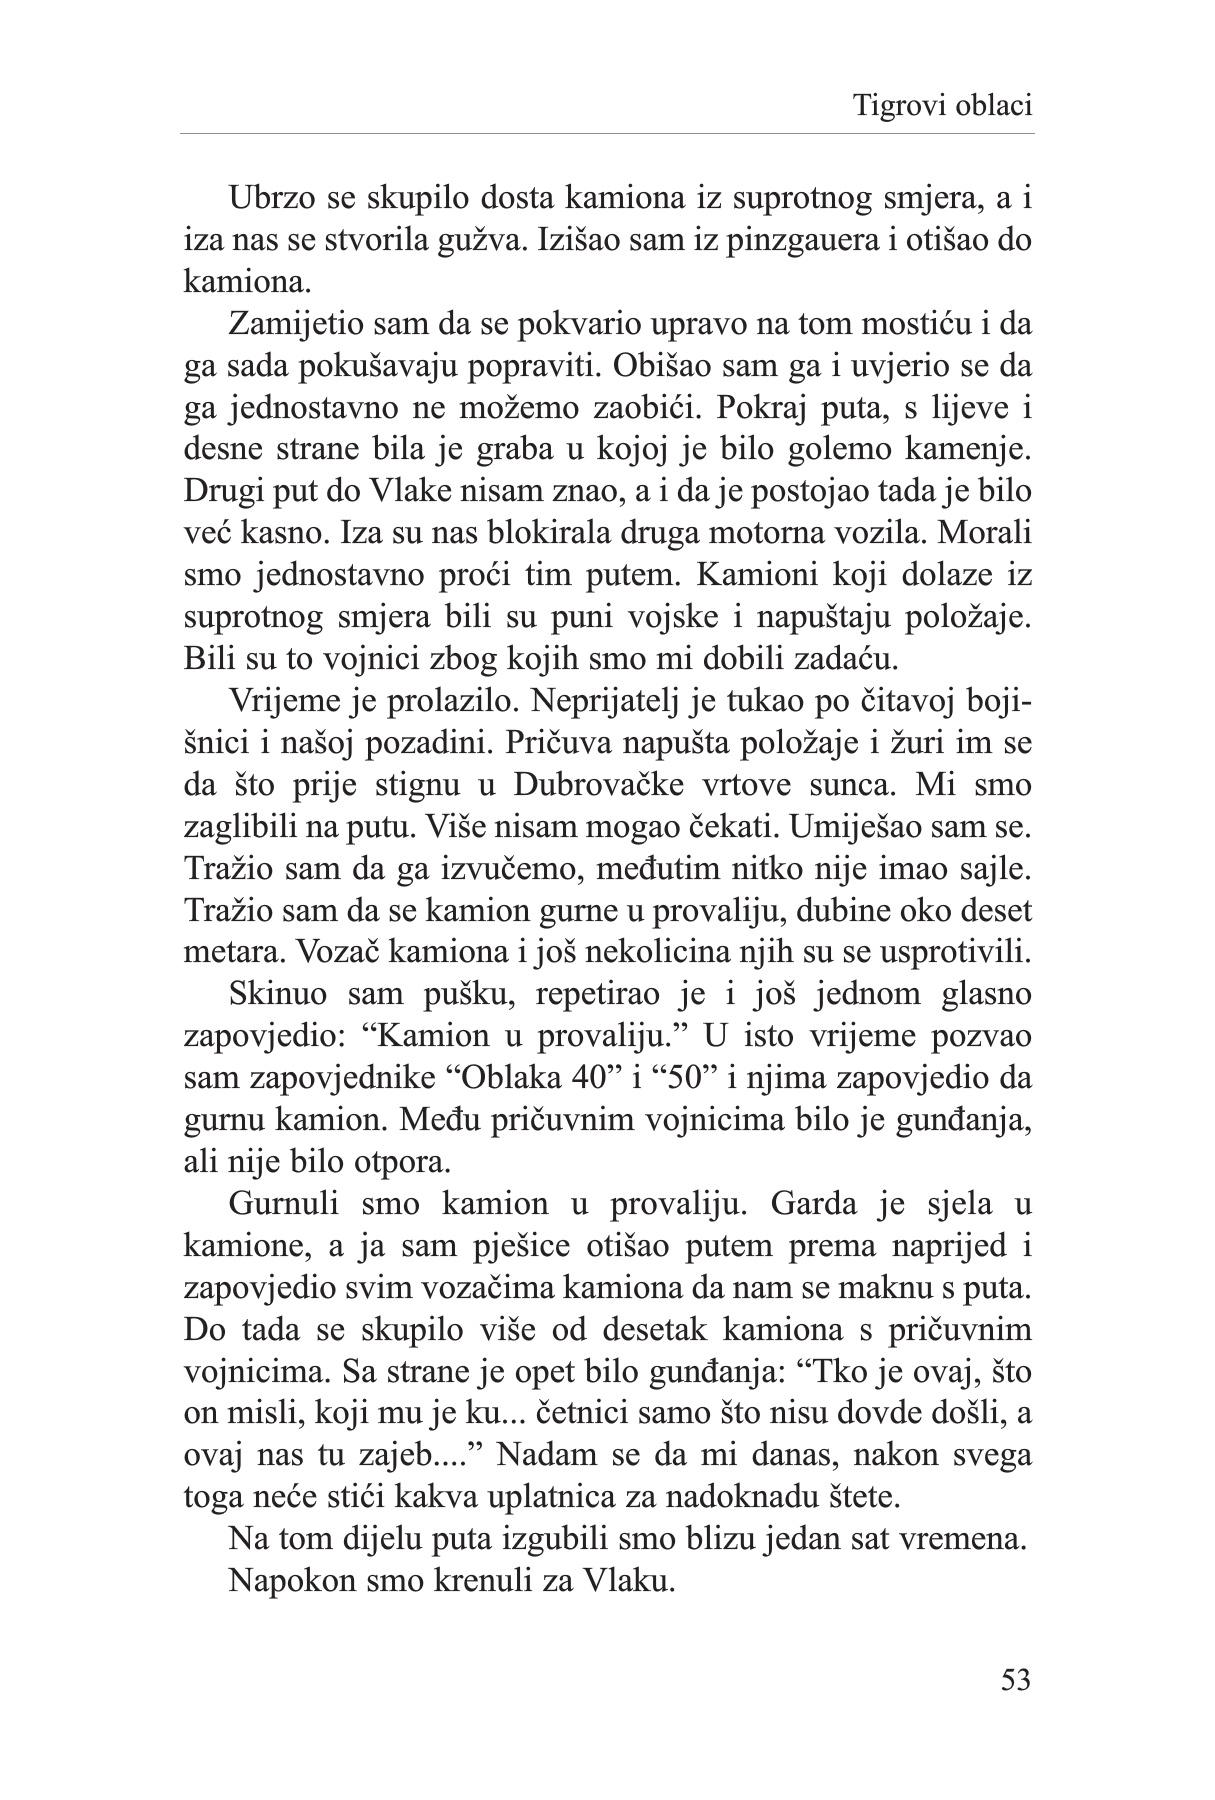 Tigrovi oblaci
Ubrzo se skupilo dosta kamiona iz suprotnog smjera, a i
iza nas se stvorila gužva. Izišao sam iz pinzgauera i otišao do
kamiona.
Zamijetio sam da se pokvario upravo na tom mostiću i da
ga sada pokušavaju popraviti. Obišao sam ga i uvjerio se da
ga jednostavno ne možemo zaobići. Pokraj puta, s lijeve i
desne strane bila je graba u kojoj je bilo golemo kamenje.
Drugi put do Vlake nisam znao, a i da je postojao tada je bilo
već kasno. Iza su nas blokirala druga motorna vozila. Morali
smo jednostavno proći tim putem. Kamioni koji dolaze iz
suprotnog smjera bili su puni vojske i napuštaju položaje.
Bili su to vojnici zbog kojih smo mi dobili zadaću.
Vrijeme je prolazilo. Neprijatelj je tukao po čitavoj boji-
šnici i našoj pozadini. Pričuva napušta položaje i žuri im se
da što prije stignu u Dubrovačke vrtove sunca. Mi smo
zaglibili na putu. Više nisam mogao čekati. Umiješao sam se.
Tražio sam da ga izvučemo, međutim nitko nije imao sajle.
Tražio sam da se kamion gurne u provaliju, dubine oko deset
metara. Vozač kamiona i još nekolicina njih su se usprotivili.
Skinuo sam pušku, repetirao je i još jednom glasno
zapovjedio: “Kamion u provaliju.” U isto vrijeme pozvao
sam zapovjednike “Oblaka 40” i “50” i njima zapovjedio da
gurnu kamion. Među pričuvnim vojnicima bilo je gunđanja,
ali nije bilo otpora.
Gurnuli smo kamion u provaliju. Garda je sjela u
kamione, a ja sam pješice otišao putem prema naprijed i
zapovjedio svim vozačima kamiona da nam se maknu s puta.
Do tada se skupilo više od desetak kamiona s pričuvnim
vojnicima. Sa strane je opet bilo gunđanja: “Tko je ovaj, što
on misli, koji mu je ku... četnici samo što nisu dovde došli, a
ovaj nas tu zajeb....” Nadam se da mi danas, nakon svega
toga neće stići kakva uplatnica za nadoknadu štete.
Na tom dijelu puta izgubili smo blizu jedan sat vremena.
Napokon smo krenuli za Vlaku.
53